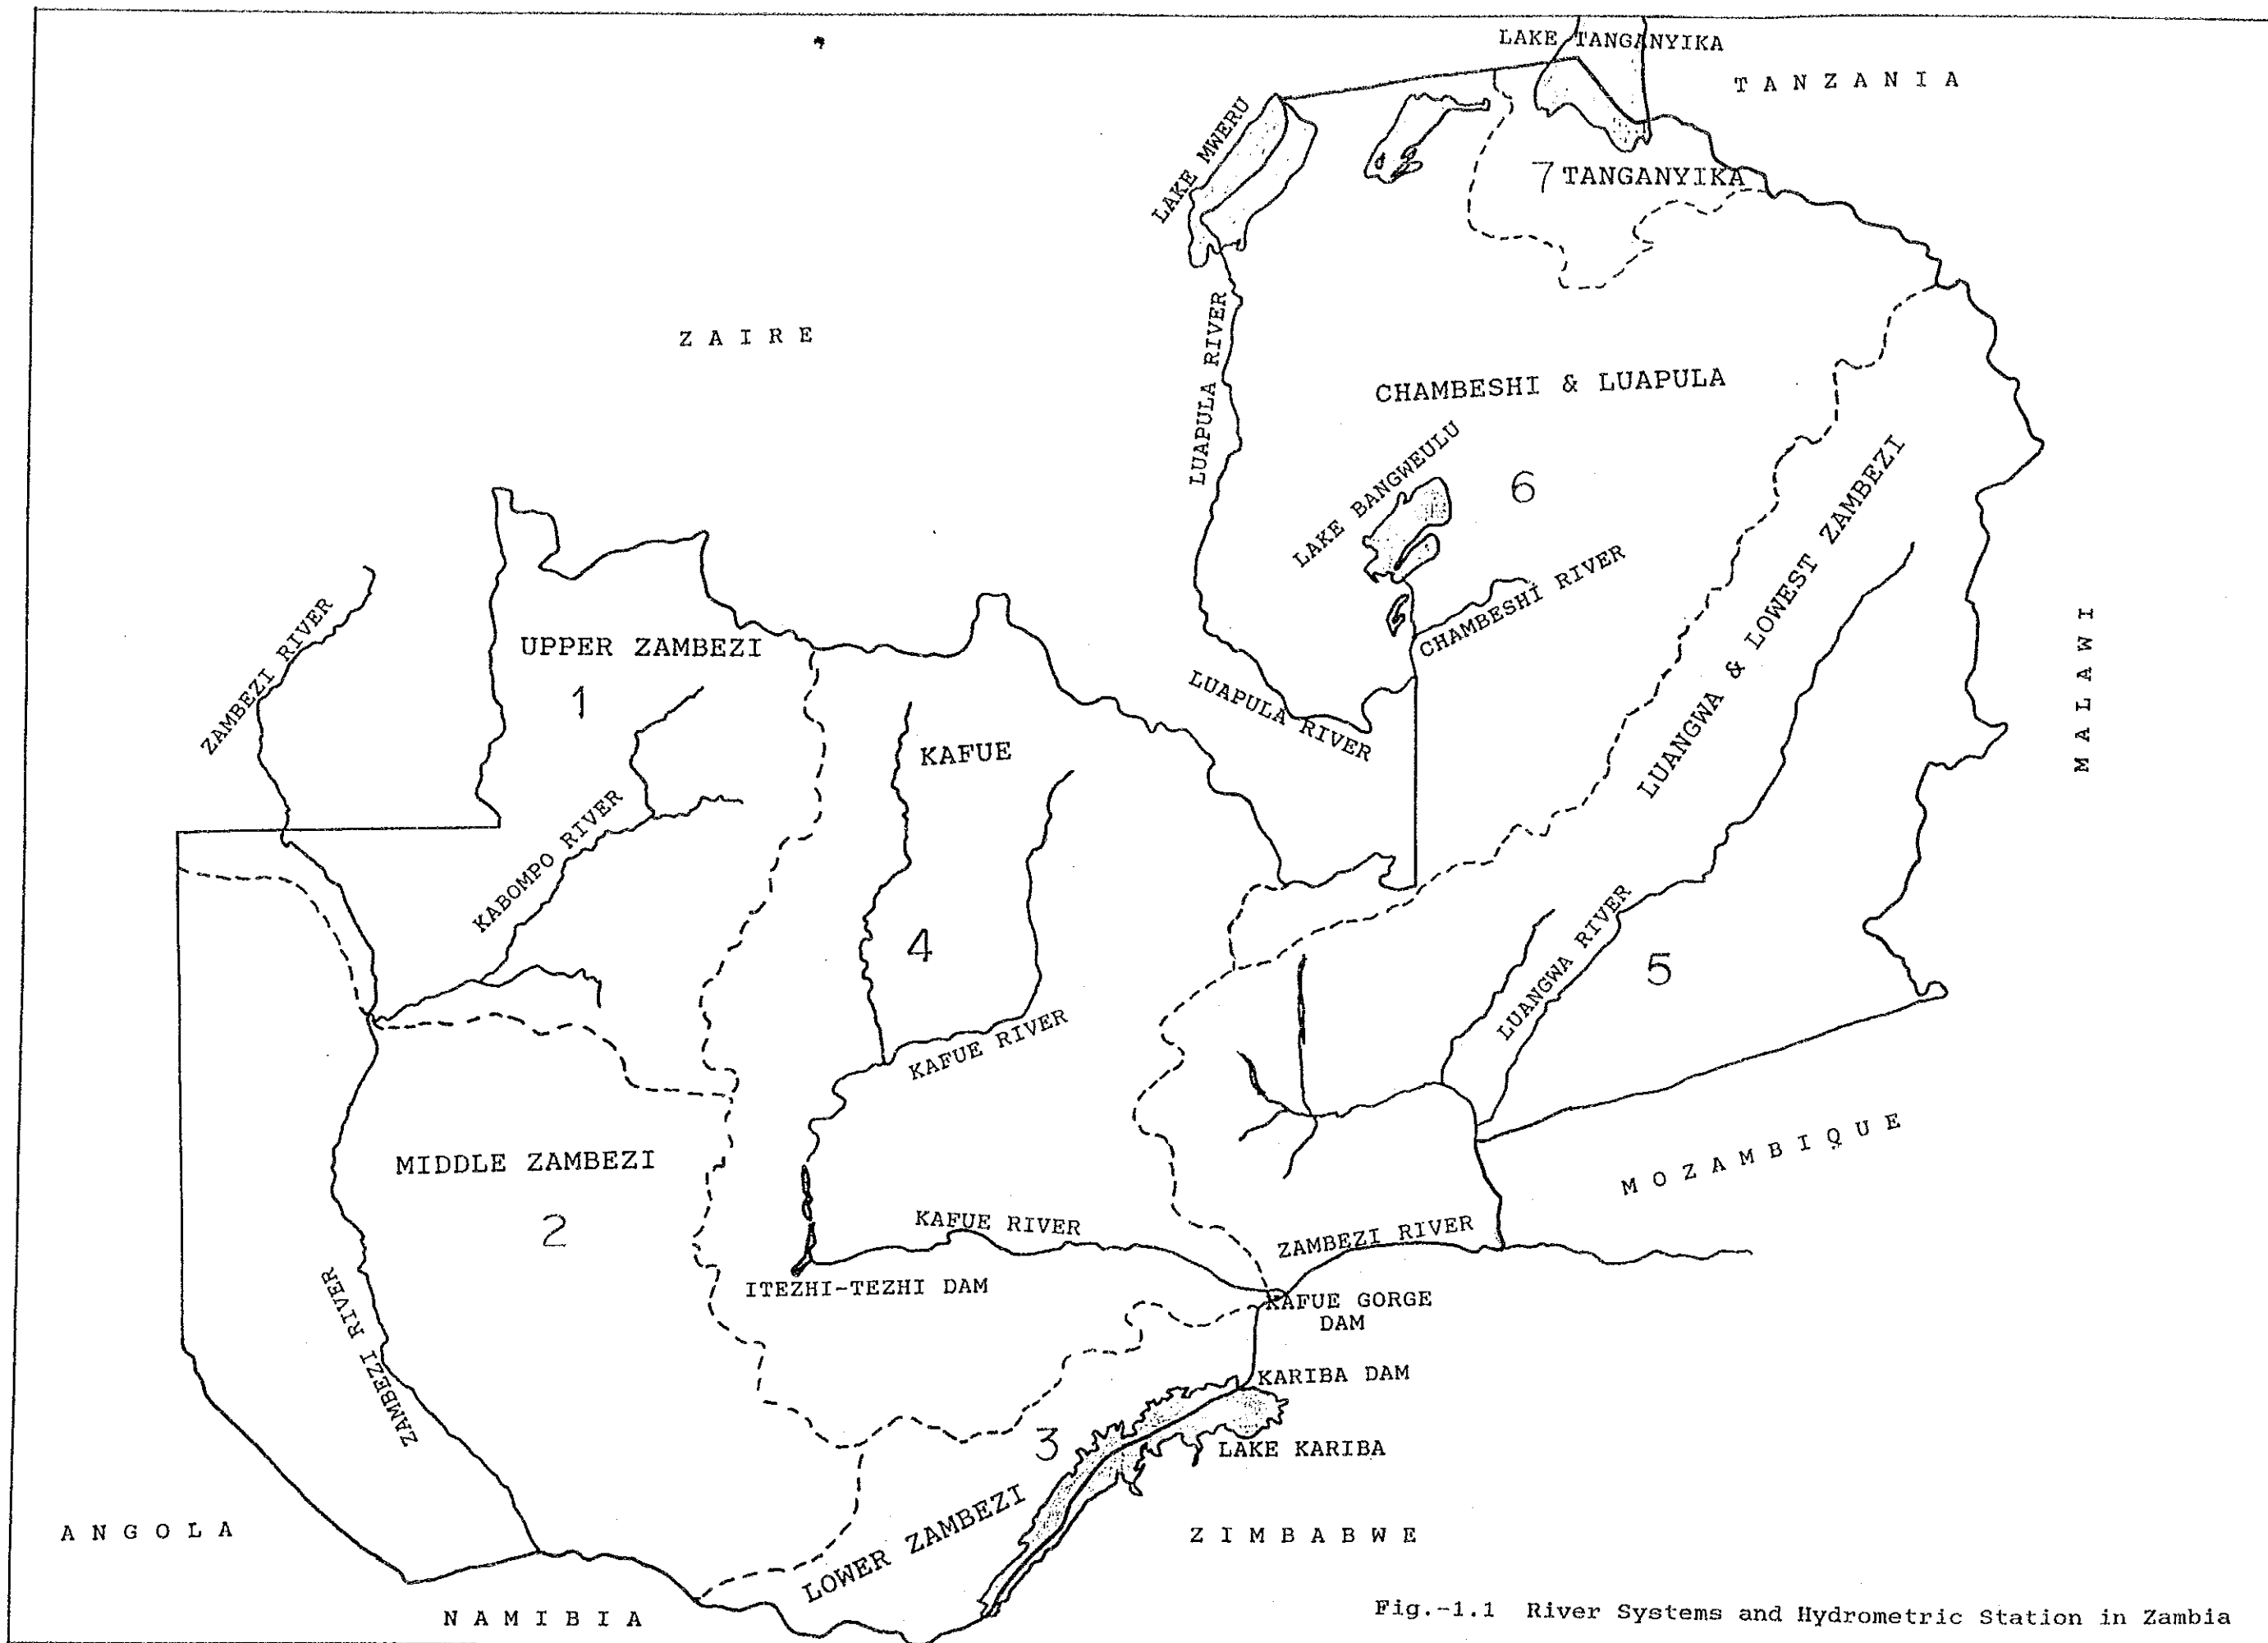 LAKE TANGANYIKA
TANZANIA
LAKE MWERU
7 TANGANYIKA
ZAIRE
LUAPULA RIVER
CHAMBESHI & LUAPULA
6
LAKE BANGWEULU
CHAMBESHI RIVER
LUANGWA & LOWEST ZAMBEZI
MALAWI
ZAMBEZI RIVER
UPPER ZAMBEZI
1
LUAPULA RIVER
KAFUE
KABOMPO RIVER
4
LUANGWA RIVER
5
KAFUE RIVER
MIDDLE ZAMBEZI
2
MOZAMBIQUE
KAFUE RIVER
ZAMBEZI RIVER
ITEZHI-TEZHI DAM
KAFUE GORGE
DAM
ZAMBEZI RIVER
KARIBA DAM
3
LAKE KARIBA
LOWER ZAMBEZI
ANGOLA
ZIMBABWE
NAMIBIA
Fig.-1.1 River Systems and Hydrometric Station in Zambia